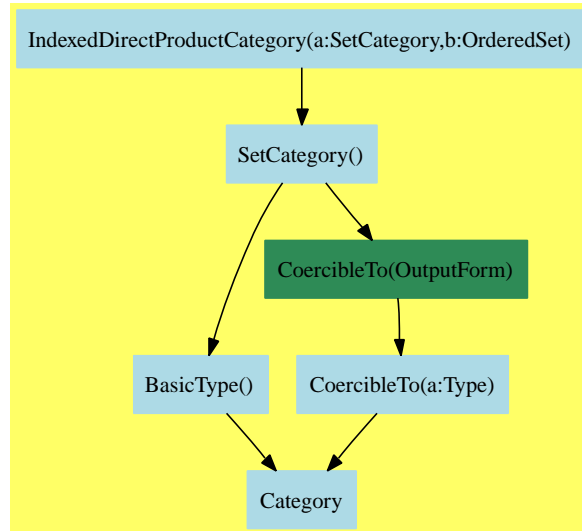 IndexedDirectProductCategory(a:SetCategory,b:OrderedSet)
SetCategory()
CoercibleTo(OutputForm)
BasicType()
CoercibleTo(a:Type)
Category